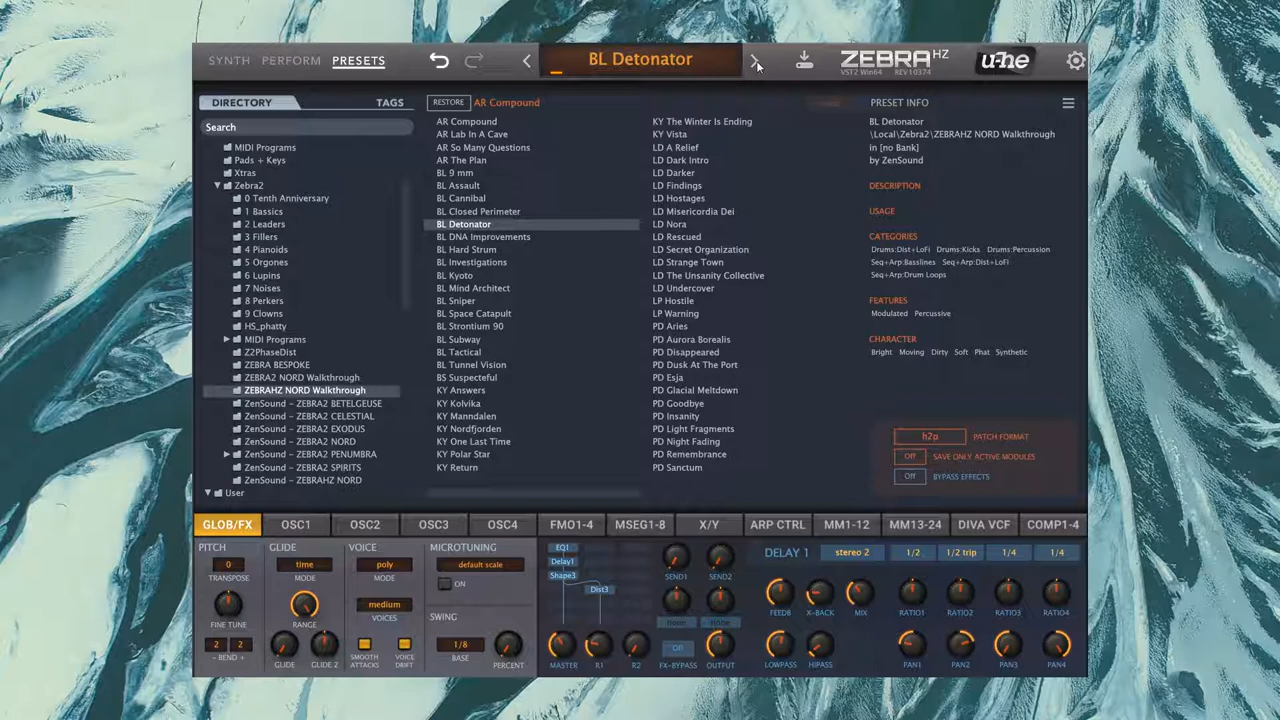 SYNTH PERFORM PRESETS
BL Detonator
ZEBRA HZ
VST2 Win64 REV10374
u-he
DIRECTORY TAGS
Search
MIDI Programs
Pads + Keys
Xtras
Zebra2
0 Tenth Anniversary
1 Bassics
2 Leaders
3 Fillers
4 Pianoids
5 Orgones
6 Lupins
7 Noises
8 Perkers
9 Clowns
HS_phatty
MIDI Programs
Z2PhaseDist
ZEBRA BESPOKE
ZEBRA2 NORD Walkthrough
ZEBRAHZ NORD Walkthrough
ZenSound - ZEBRA2 BETELGEUSE
ZenSound - ZEBRA2 CELESTIAL
ZenSound - ZEBRA2 EXODUS
ZenSound - ZEBRA2 NORD
ZenSound - ZEBRA2 PENUMBRA
ZenSound - ZEBRA2 SPIRITS
ZenSound - ZEBRAHZ NORD
User
RESTORE AR Compound
AR Compound
AR Lab In A Cave
AR So Many Questions
AR The Plan
BL 9 mm
BL Assault
BL Cannibal
BL Closed Perimeter
BL Detonator
BL DNA Improvements
BL Hard Strum
BL Investigations
BL Kyoto
BL Mind Architect
BL Sniper
BL Space Catapult
BL Strontium 90
BL Subway
BL Tactical
BL Tunnel Vision
BS Suspecteful
KY Answers
KY Kolvika
KY Manndalen
KY Nordfjorden
KY One Last Time
KY Polar Star
KY Return
KY The Winter Is Ending
KY Vista
LD A Relief
LD Dark Intro
LD Darker
LD Findings
LD Hostages
LD Misericordia Dei
LD Nora
LD Rescued
LD Secret Organization
LD Strange Town
LD The Unsanity Collective
LD Undercover
LP Hostile
LP Warning
PD Aries
PD Aurora Borealis
PD Disappeared
PD Dusk At The Port
PD Esja
PD Glacial Meltdown
PD Goodbye
PD Insanity
PD Light Fragments
PD Night Fading
PD Remembrance
PD Sanctum
PRESET INFO
BL Detonator
\Local\Zebra2\ZEBRAHZ NORD Walkthrough
in [no Bank]
by ZenSound
DESCRIPTION
USAGE
CATEGORIES
Drums:Dist+LoFi Drums:Kicks Drums:Percussion
Seq+Arp:Basslines Seq+Arp:Dist+LoFi
Seq+Arp:Drum Loops
FEATURES
Modulated Percussive
CHARACTER
Bright Moving Dirty Soft Phat Synthetic
h2p PATCH FORMAT
Off SAVE ONLY ACTIVE MODULES
Off BYPASS EFFECTS
GLOB/FX OSC1 OSC2 OSC3 OSC4 FMO1-4 MSEG1-8 X/Y ARP CTRL MM1-12 MM13-24 DIVA VCF COMP1-4
PITCH
0
TRANSPOSE
FINE TUNE
2 2
- BEND +
GLIDE
time
MODE
RANGE
GLIDE GLIDE 2
VOICE
poly
MODE
medium
VOICES
SMOOTH ATTACKS
VOICE DRIFT
MICROTUNING
default scale
ON
SWING
1/8
BASE PERCENT
EQ1
Delay1
Shape3
Dist3
SEND1 SEND2
none none
MASTER R1 R2
Off
FX-BYPASS OUTPUT
DELAY 1 stereo 2 1/2 1/2 trip 1/4 1/4
FEEDB X-BACK MIX RATIO1 RATIO2 RATIO3 RATIO4
LOWPASS HIPASS PAN1 PAN2 PAN3 PAN4